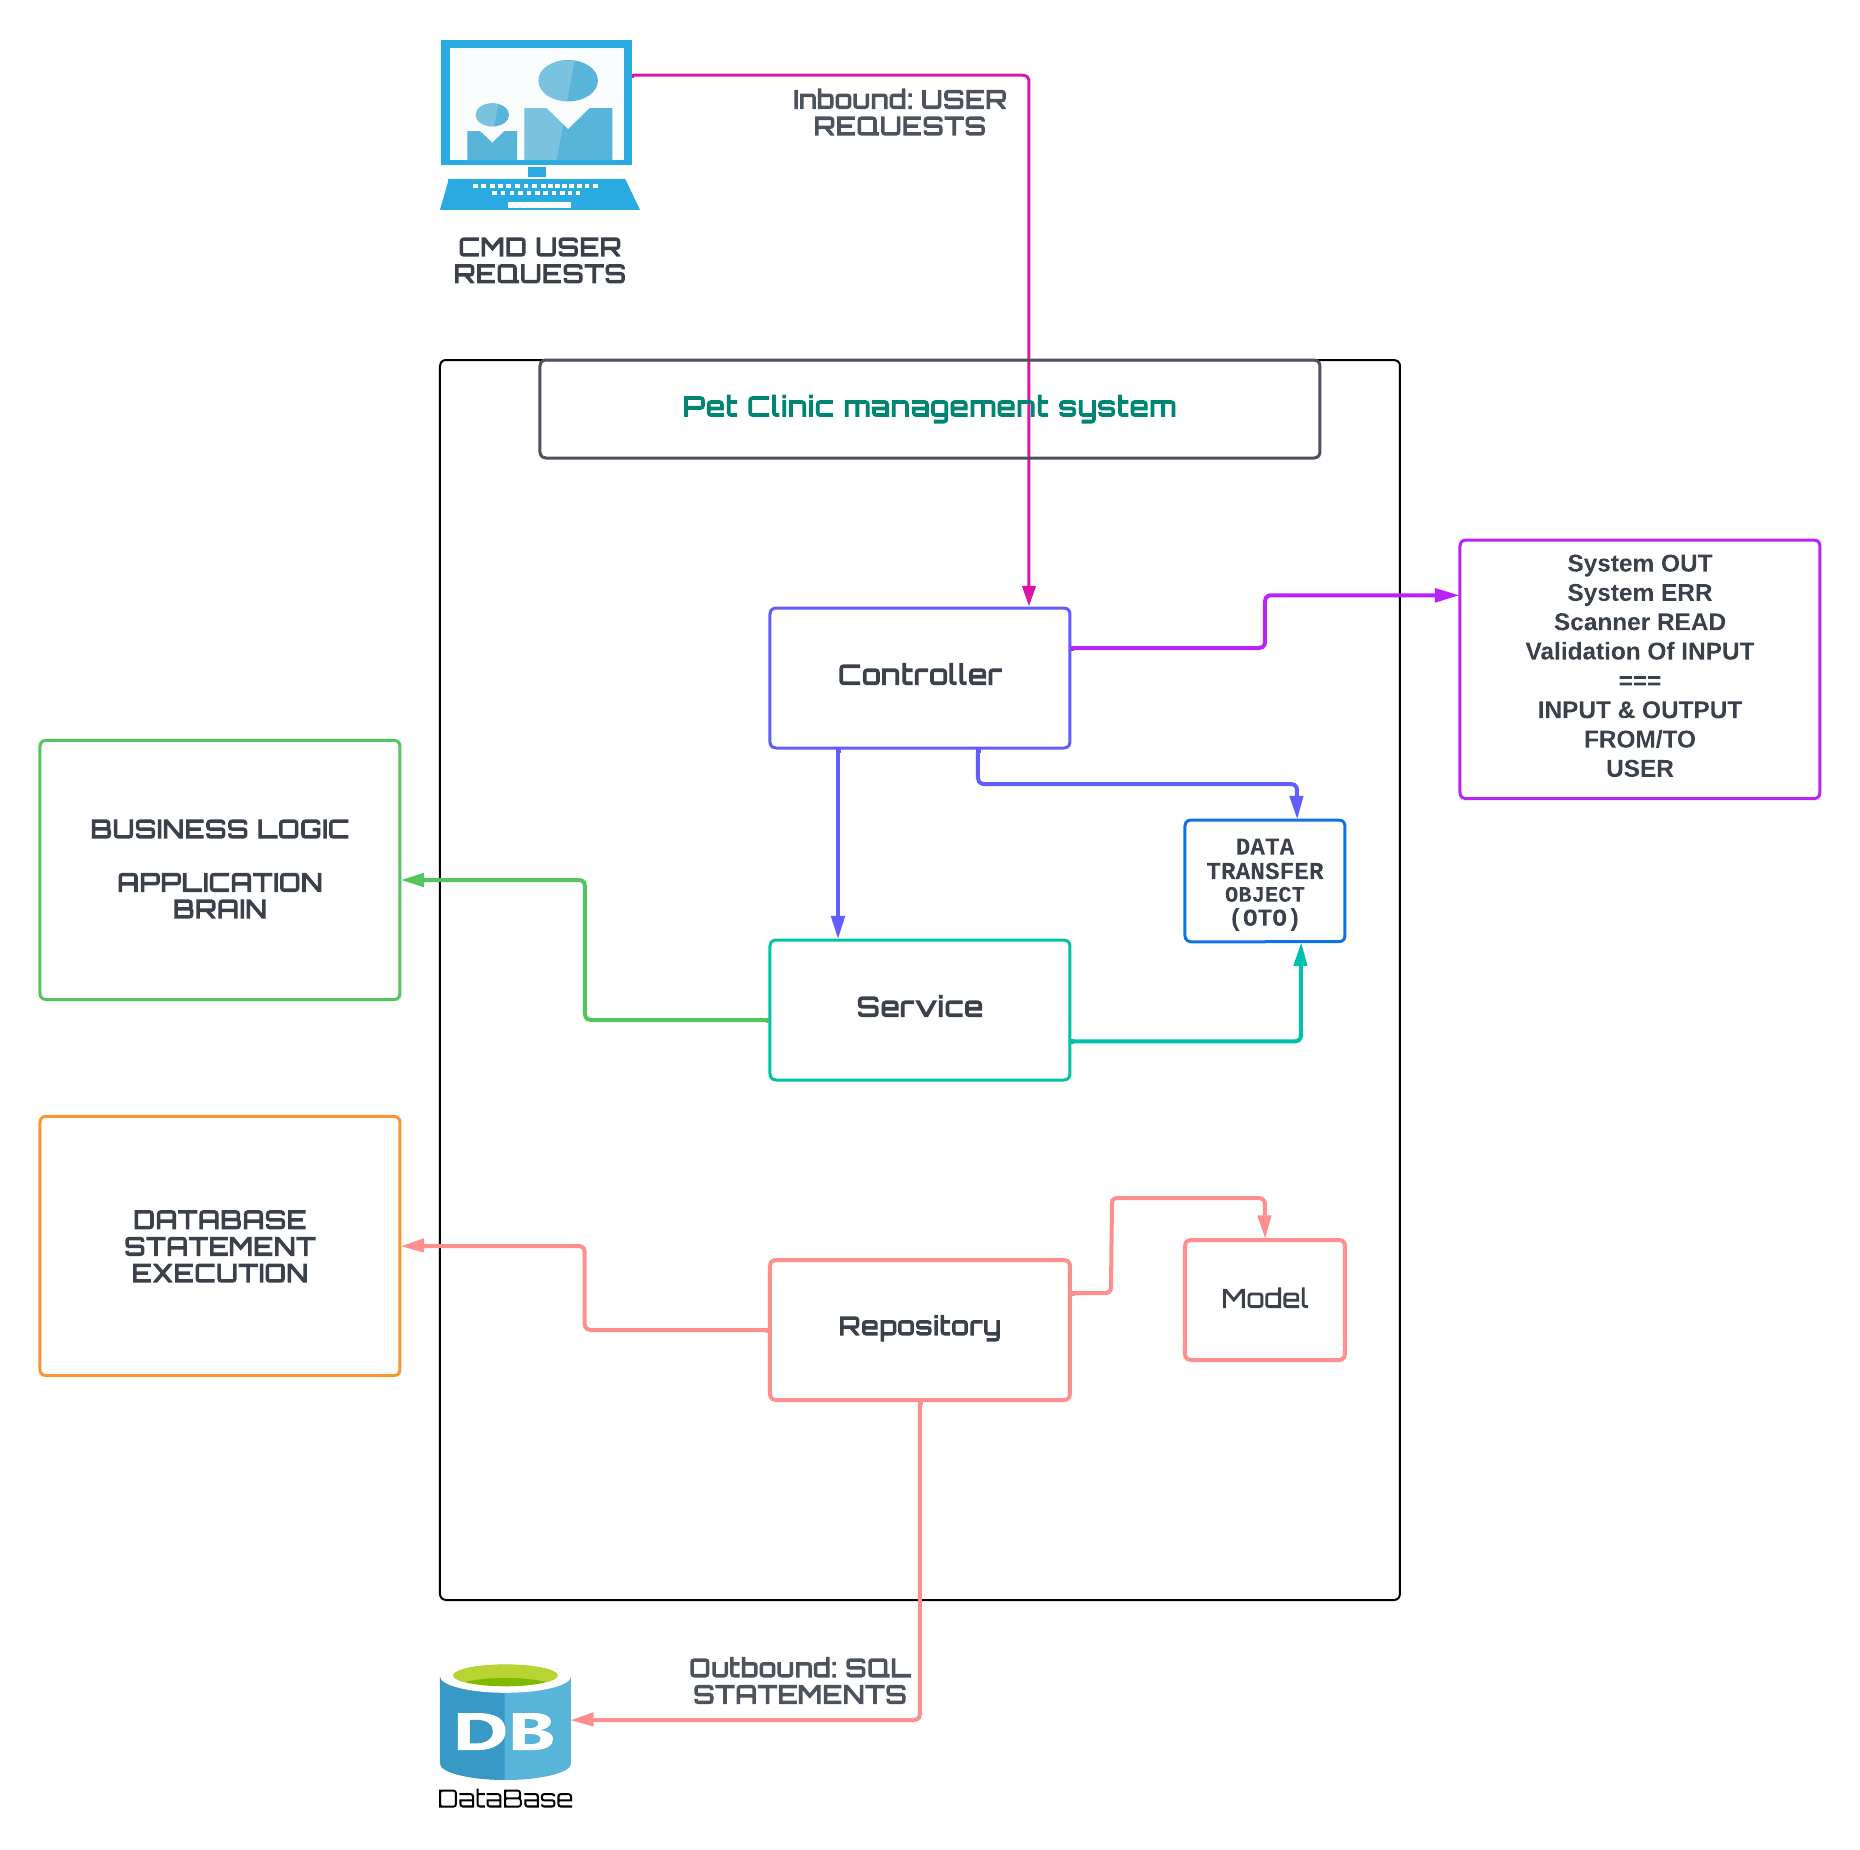 Inbound: USER
REQUESTS
CMD USER
REQUESTS
Pet Clinic management system
System OUT
System ERR
Scanner READ
Validation Of INPUT
===
INPUT & OUTPUT
FROM/TO
USER
Controller
BUSINESS LOGIC
APPLICATION
BRAIN
DATA
TRANSFER
OBJECT
(OTO)
Service
DATABASE
STATEMENT
EXECUTION
Model
Repository
Outbound: SQL
STATEMENTS
DB
DataBase